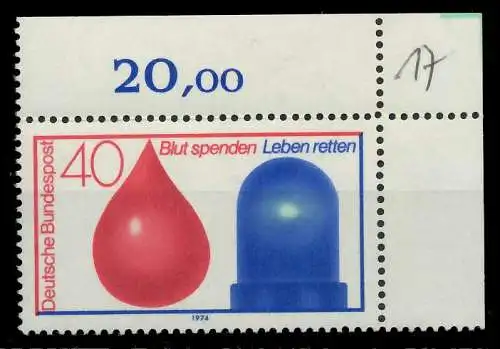 20,00
17
Blut spenden Leben retten
40
Deutsche Bundespost
1974